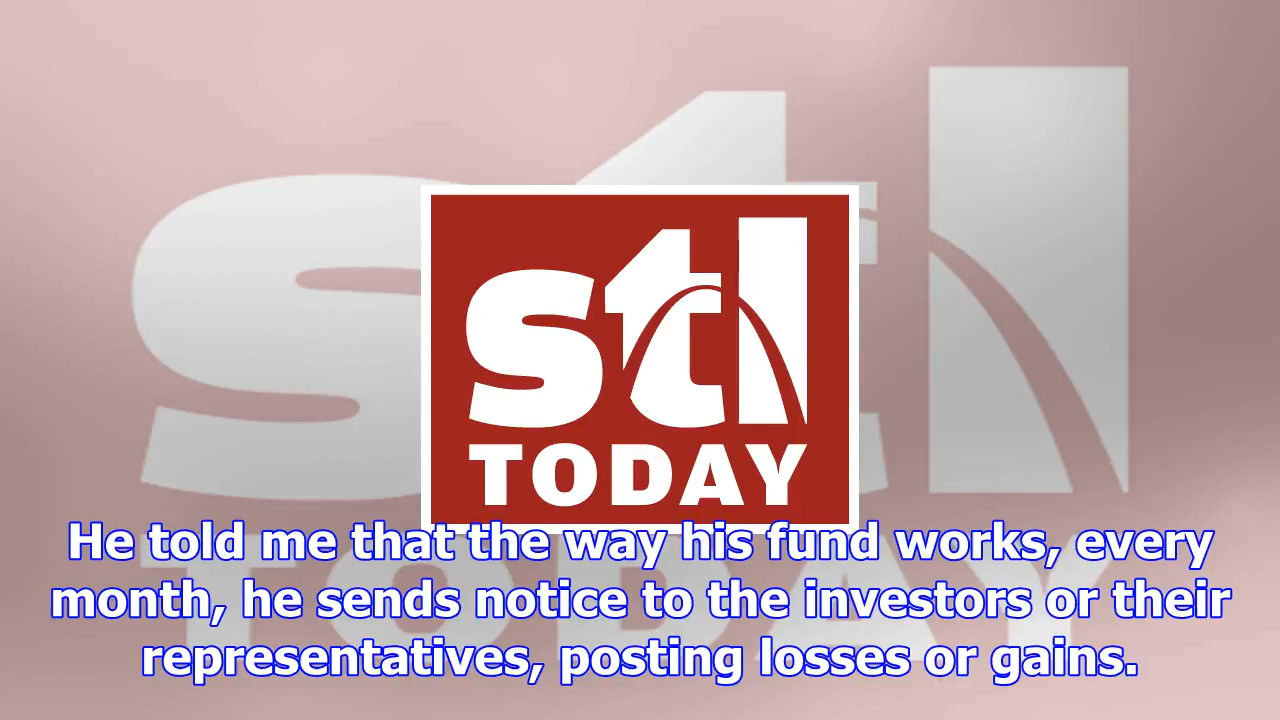 stl
TODAY
He told me that the way his fund works, every
month, he sends notice to the investors or their
representatives, posting losses or gains.